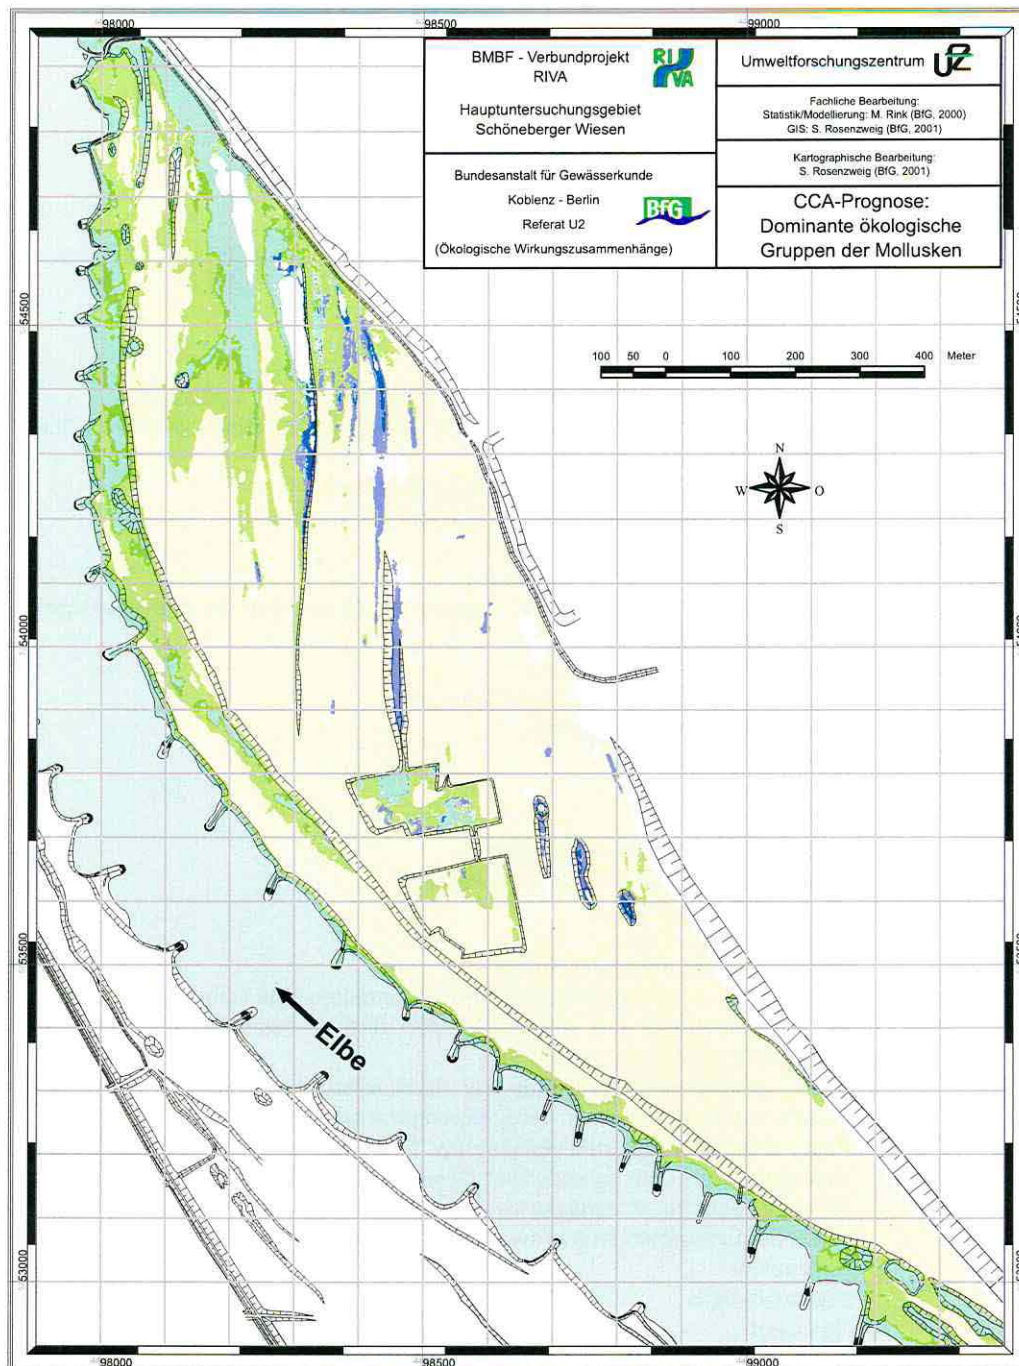 98000
98500
99000
BMBF - Verbundprojekt
RIVA
RIVA
Hauptuntersuchungsgebiet
Schöneberger Wiesen
Bundesanstalt für Gewässerkunde
Koblenz - Berlin
Referat U2
(Ökologische Wirkungszusammenhänge)
BfG
Umweltforschungszentrum
UFZ
Fachliche Bearbeitung:
Statistik/Modellierung: M. Rink (BfG, 2000)
GIS: S. Rosenzweig (BfG, 2001)
Kartographische Bearbeitung:
S. Rosenzweig (BfG, 2001)
CCA-Prognose:
Dominante ökologische
Gruppen der Mollusken
54500
100 50 0 100 200 300 400 Meter
N
W O
S
54000
53500
Elbe
53000
98000
98500
99000